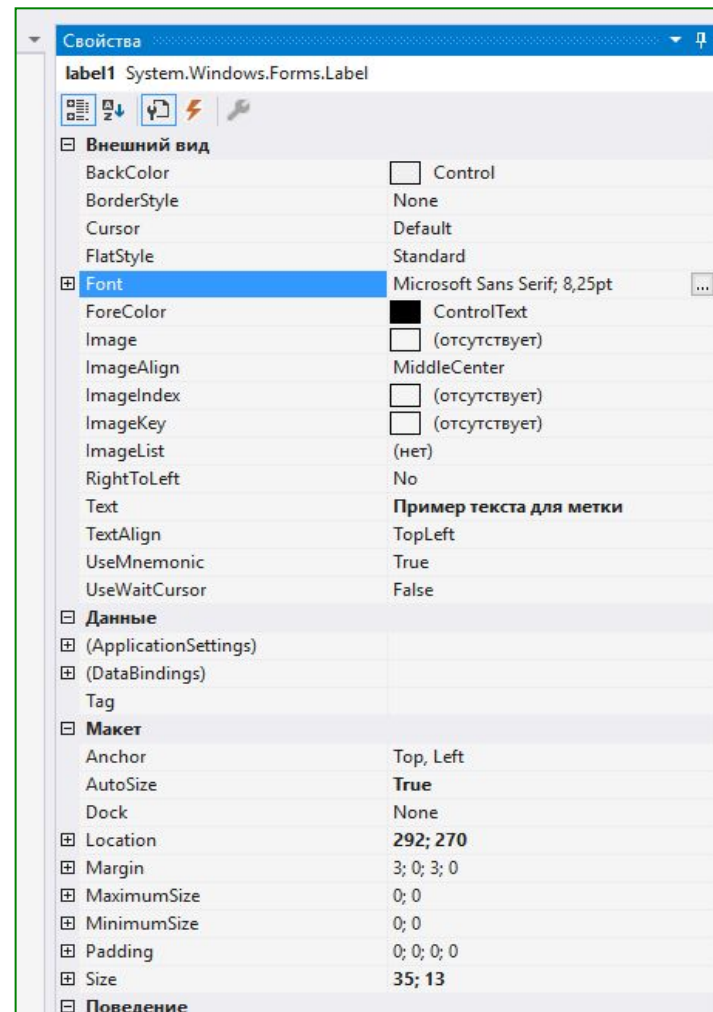 Свойства
label1 System.Windows.Forms.Label
Внешний вид
BackColor Control
BorderStyle None
Cursor Default
FlatStyle Standard
Font Microsoft Sans Serif; 8,25pt ...
ForeColor ControlText
Image (отсутствует)
ImageAlign MiddleCenter
ImageIndex (отсутствует)
ImageKey (отсутствует)
ImageList (нет)
RightToLeft No
Text Пример текста для метки
TextAlign TopLeft
UseMnemonic True
UseWaitCursor False
Данные
(ApplicationSettings)
(DataBindings)
Tag
Макет
Anchor Top, Left
AutoSize True
Dock None
Location 292; 270
Margin 3; 0; 3; 0
MaximumSize 0; 0
MinimumSize 0; 0
Padding 0; 0; 0; 0
Size 35; 13
Поведение